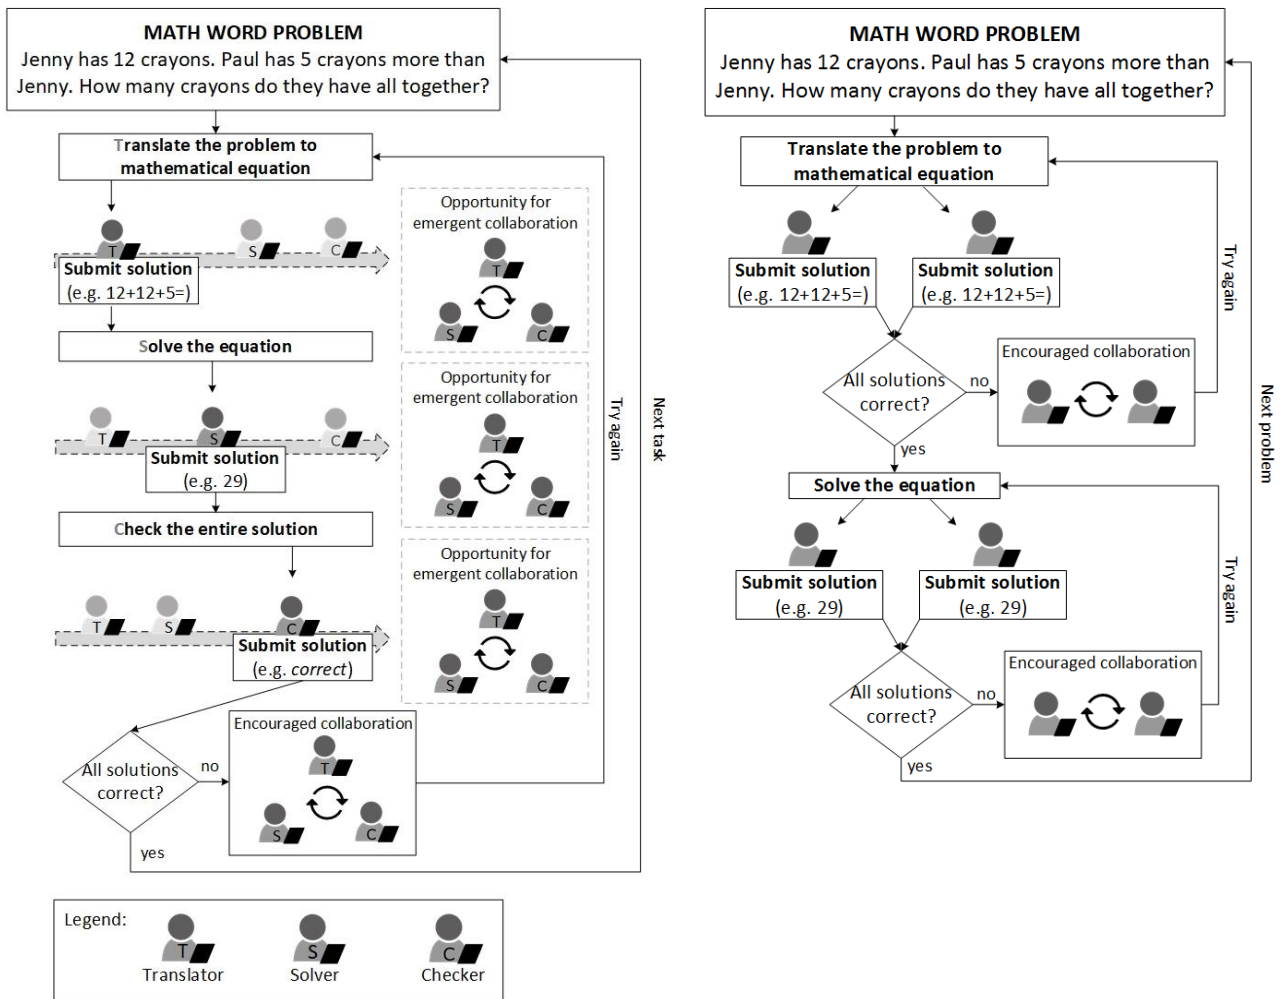 MATH WORD PROBLEM
Jenny has 12 crayons. Paul has 5 crayons more than
Jenny. How many crayons do they have all together?
Translate the problem to
mathematical equation
T
S
C
Submit solution
(e.g. 12+12+5=)
Opportunity for
emergent collaboration
T
S
C
Solve the equation
T
S
C
Submit solution
(e.g. 29)
Opportunity for
emergent collaboration
T
S
C
Check the entire solution
T
S
C
Submit solution
(e.g. correct)
Opportunity for
emergent collaboration
T
S
C
All solutions
correct?
no
yes
Encouraged collaboration
T
S
C
Try again
Next task
Legend:
T
Translator
S
Solver
C
Checker
MATH WORD PROBLEM
Jenny has 12 crayons. Paul has 5 crayons more than
Jenny. How many crayons do they have all together?
Translate the problem to
mathematical equation
Submit solution
(e.g. 12+12+5=)
Submit solution
(e.g. 12+12+5=)
All solutions
correct?
no
Encouraged collaboration
Try again
yes
Solve the equation
Submit solution
(e.g. 29)
Submit solution
(e.g. 29)
All solutions
correct?
no
Encouraged collaboration
Try again
yes
Next problem